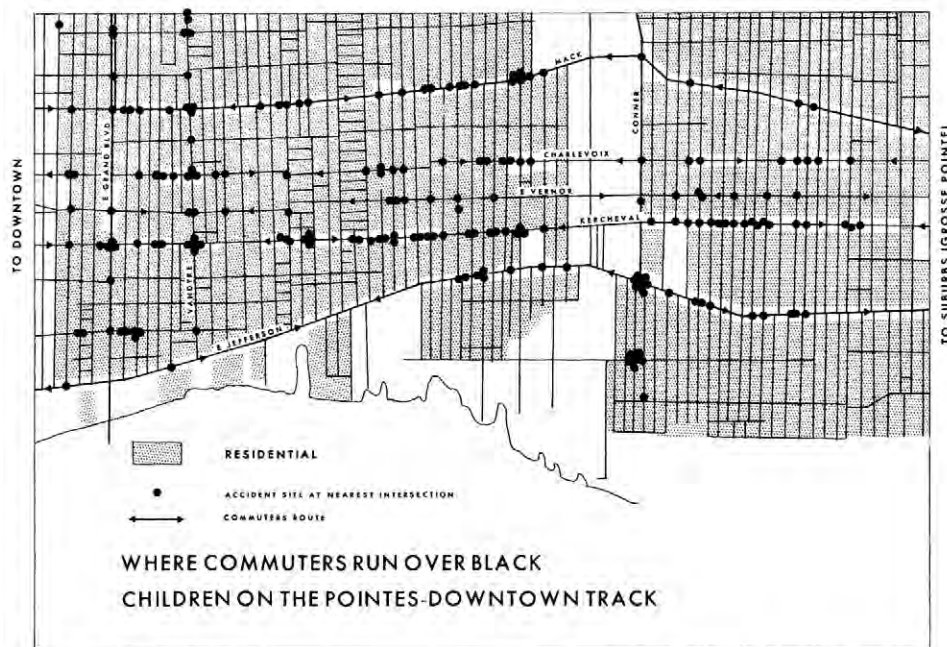 MACK
CONNER
CHARLEVOIX
E GRAND BLVD
E VERNOR
KERCHEVAL
VANDYKE
E JEFFERSON
TO DOWNTOWN
TO SUBURBS (GROSSE POINTE)
RESIDENTIAL
ACCIDENT SITE AT NEAREST INTERSECTION
COMMUTERS ROUTE
WHERE COMMUTERS RUN OVER BLACK
CHILDREN ON THE POINTES-DOWNTOWN TRACK